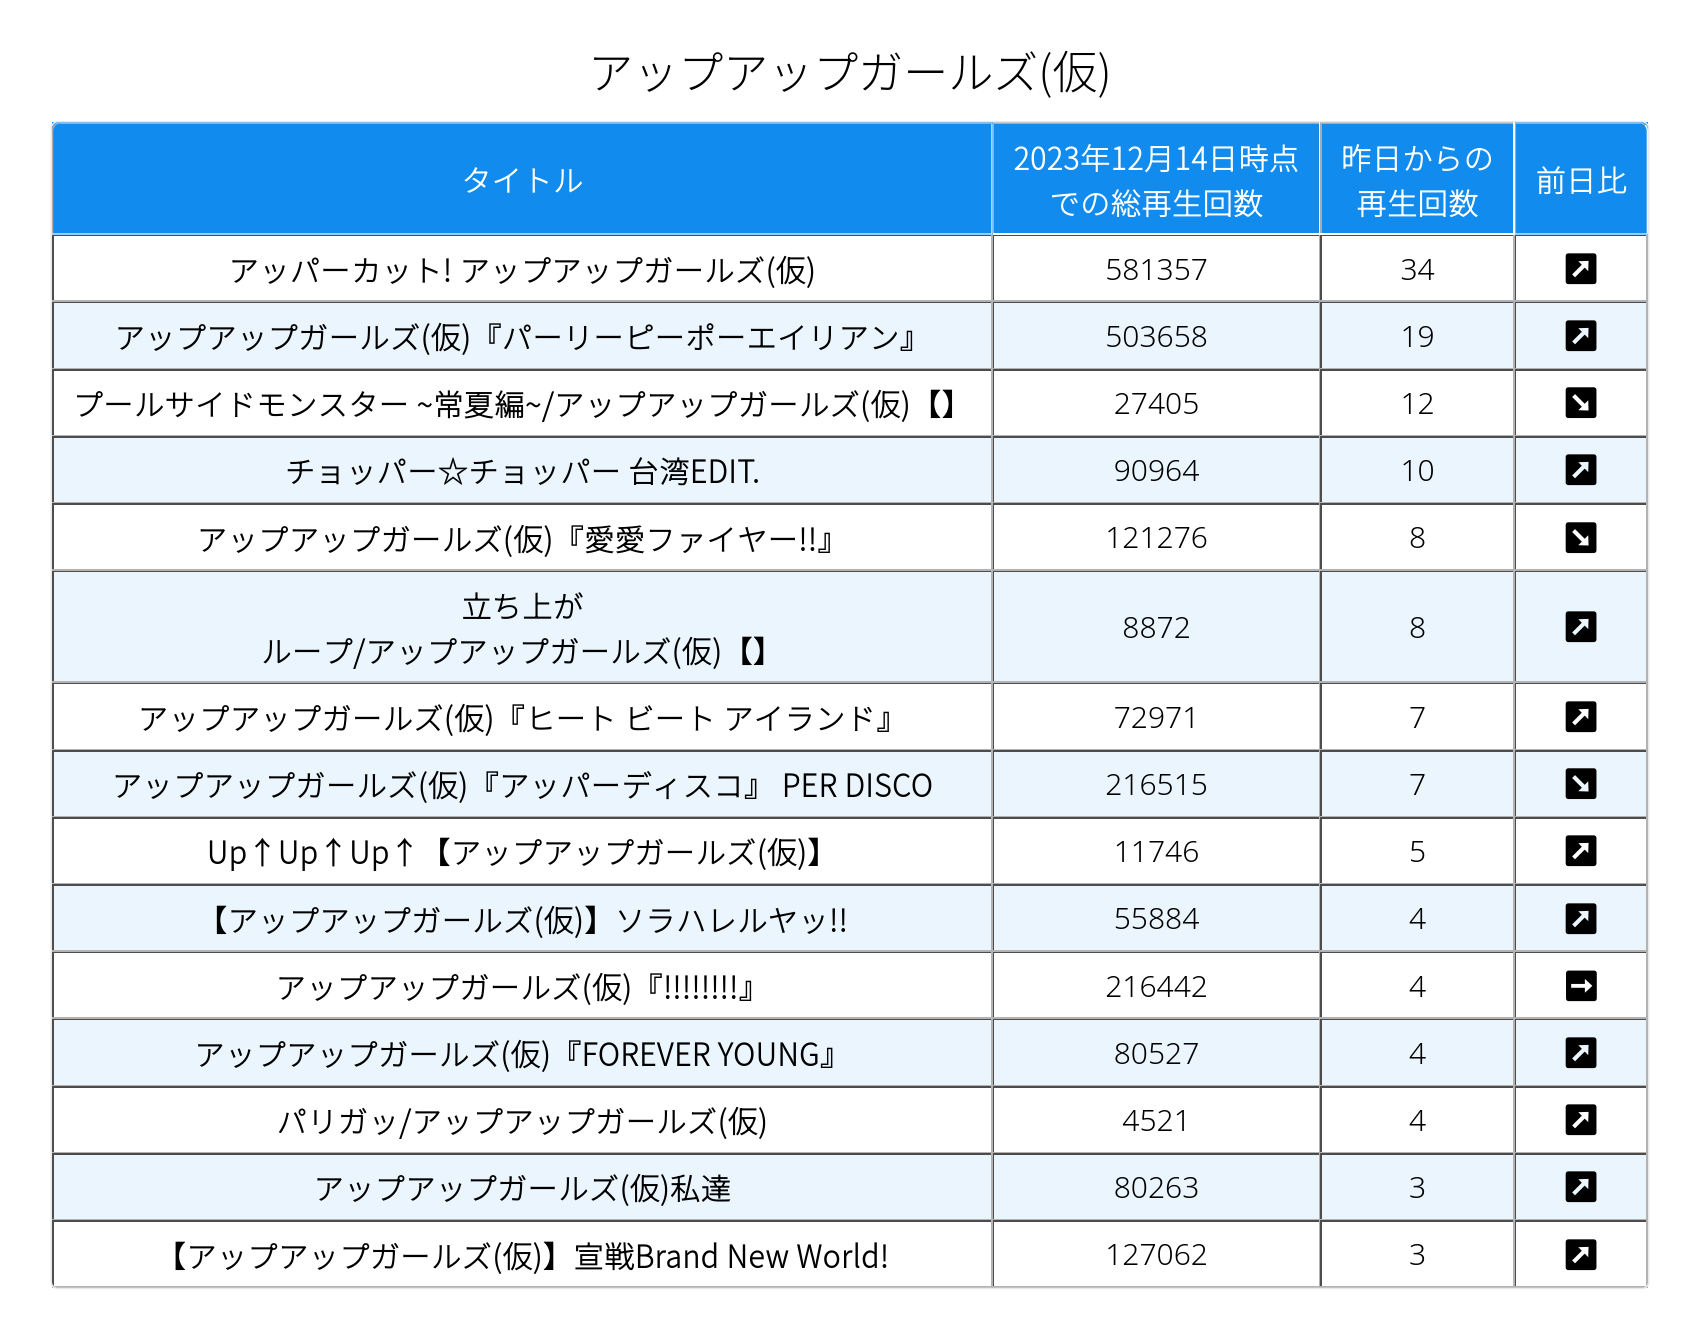 アップアップガールズ(仮)
タイトル 2023年12月14日時点での総再生回数 昨日からの再生回数 前日比
アッパーカット! アップアップガールズ(仮) 581357 34 ↗
アップアップガールズ(仮)『パーリーピーポーエイリアン』 503658 19 ↗
プールサイドモンスター ~常夏編~/アップアップガールズ(仮)【】 27405 12 ↘
チョッパー☆チョッパー 台湾EDIT. 90964 10 ↗
アップアップガールズ(仮)『愛愛ファイヤー!!』 121276 8 ↘
立ち上が
ループ/アップアップガールズ(仮)【】 8872 8 ↗
アップアップガールズ(仮)『ヒート ビート アイランド』 72971 7 ↗
アップアップガールズ(仮)『アッパーディスコ』 PER DISCO 216515 7 ↘
Up↑Up↑Up↑【アップアップガールズ(仮)】 11746 5 ↗
【アップアップガールズ(仮)】ソラハレルヤッ!! 55884 4 ↗
アップアップガールズ(仮)『!!!!!!!!』 216442 4 →
アップアップガールズ(仮)『FOREVER YOUNG』 80527 4 ↗
パリガッ/アップアップガールズ(仮) 4521 4 ↗
アップアップガールズ(仮)私達 80263 3 ↗
【アップアップガールズ(仮)】宣戦Brand New World! 127062 3 ↗